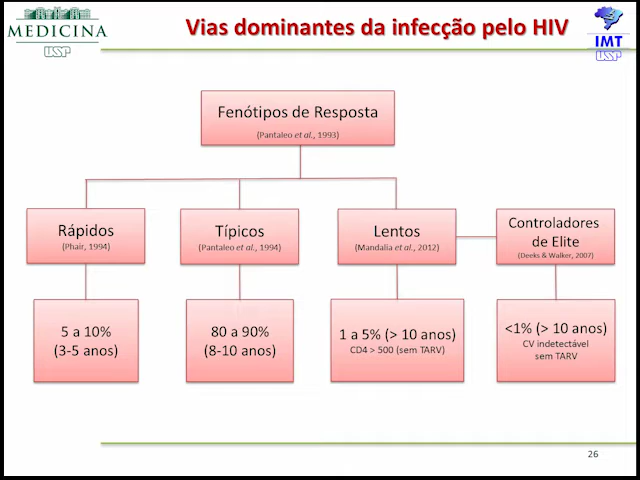 MEDICINA
USP
Vias dominantes da infecção pelo HIV
IMT
USP
Fenótipos de Resposta
(Pantaleo et al., 1993)
Rápidos
(Phair, 1994)
Típicos
(Pantaleo et al., 1994)
Lentos
(Mandalia et al., 2012)
Controladores
de Elite
(Deeks & Walker, 2007)
5 a 10%
(3-5 anos)
80 a 90%
(8-10 anos)
1 a 5% (> 10 anos)
CD4 > 500 (sem TARV)
<1% (> 10 anos)
CV indetectável
sem TARV
26